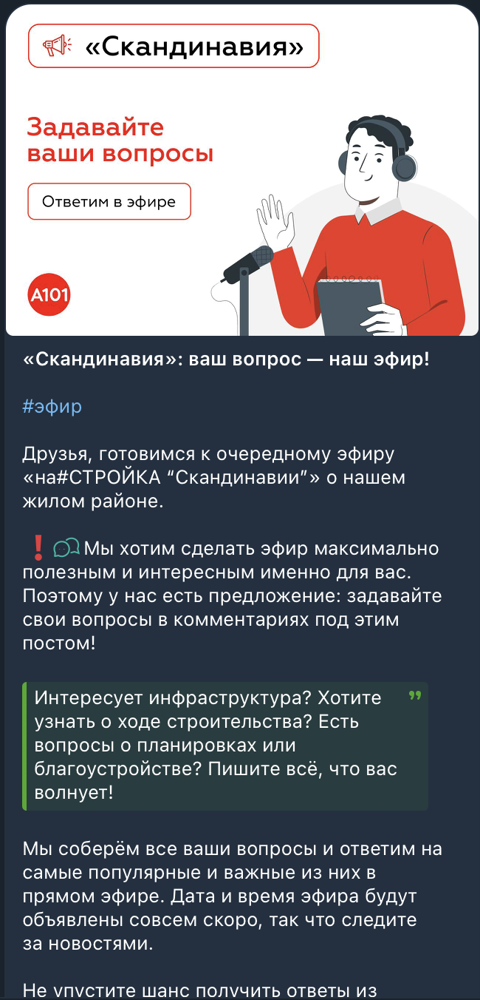 «Скандинавия»
Задавайте
ваши вопросы
Ответим в эфире
А101
«Скандинавия»: ваш вопрос — наш эфир!
#эфир
Друзья, готовимся к очередному эфиру
«на#СТРОЙКА “Скандинавии”» о нашем
жилом районе.
❗💬Мы хотим сделать эфир максимально
полезным и интересным именно для вас.
Поэтому у нас есть предложение: задавайте
свои вопросы в комментариях под этим
постом!
Интересует инфраструктура? Хотите
узнать о ходе строительства? Есть
вопросы о планировках или
благоустройстве? Пишите всё, что вас
волнует!
Мы соберём все ваши вопросы и ответим на
самые популярные и важные из них в
прямом эфире. Дата и время эфира будут
объявлены совсем скоро, так что следите
за новостями.
Не упустите шанс получить ответы из